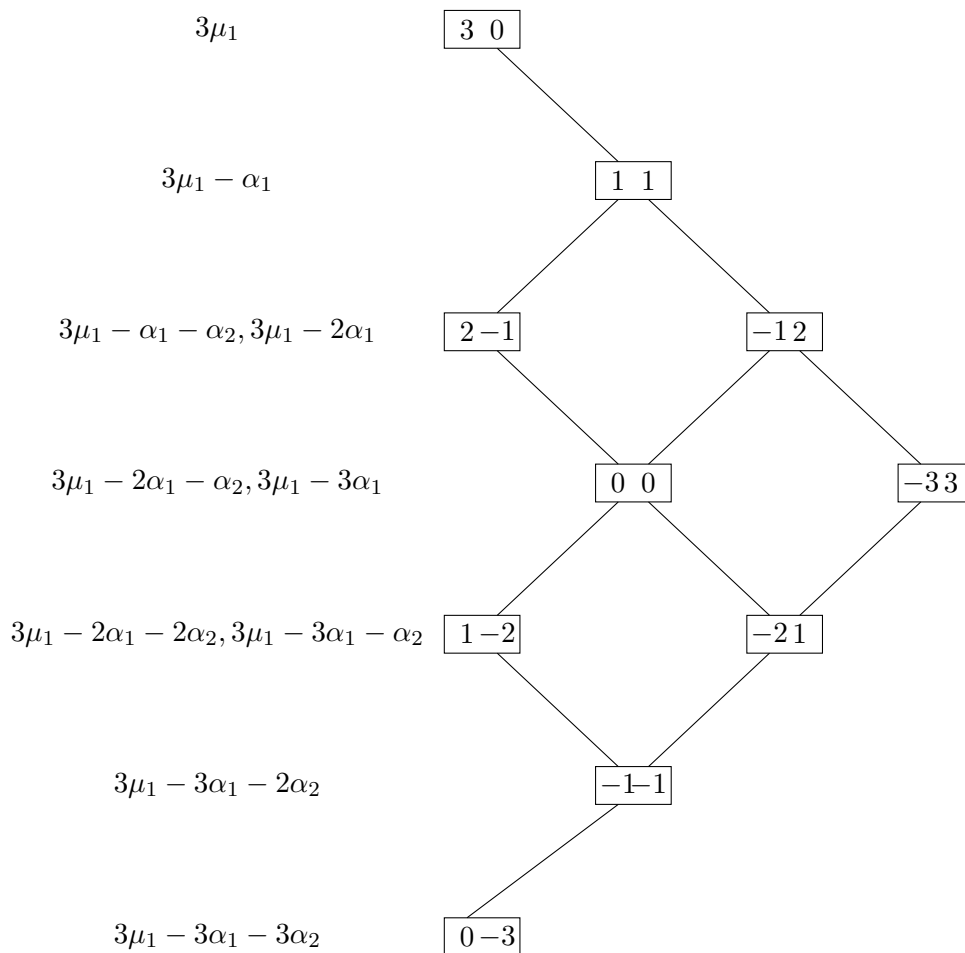 3μ₁ 3 0
3μ₁ − α₁ 1 1
3μ₁ − α₁ − α₂, 3μ₁ − 2α₁ 2 −1 −1 2
3μ₁ − 2α₁ − α₂, 3μ₁ − 3α₁ 0 0 −3 3
3μ₁ − 2α₁ − 2α₂, 3μ₁ − 3α₁ − α₂ 1 −2 −2 1
3μ₁ − 3α₁ − 2α₂ −1 −1
3μ₁ − 3α₁ − 3α₂ 0 −3